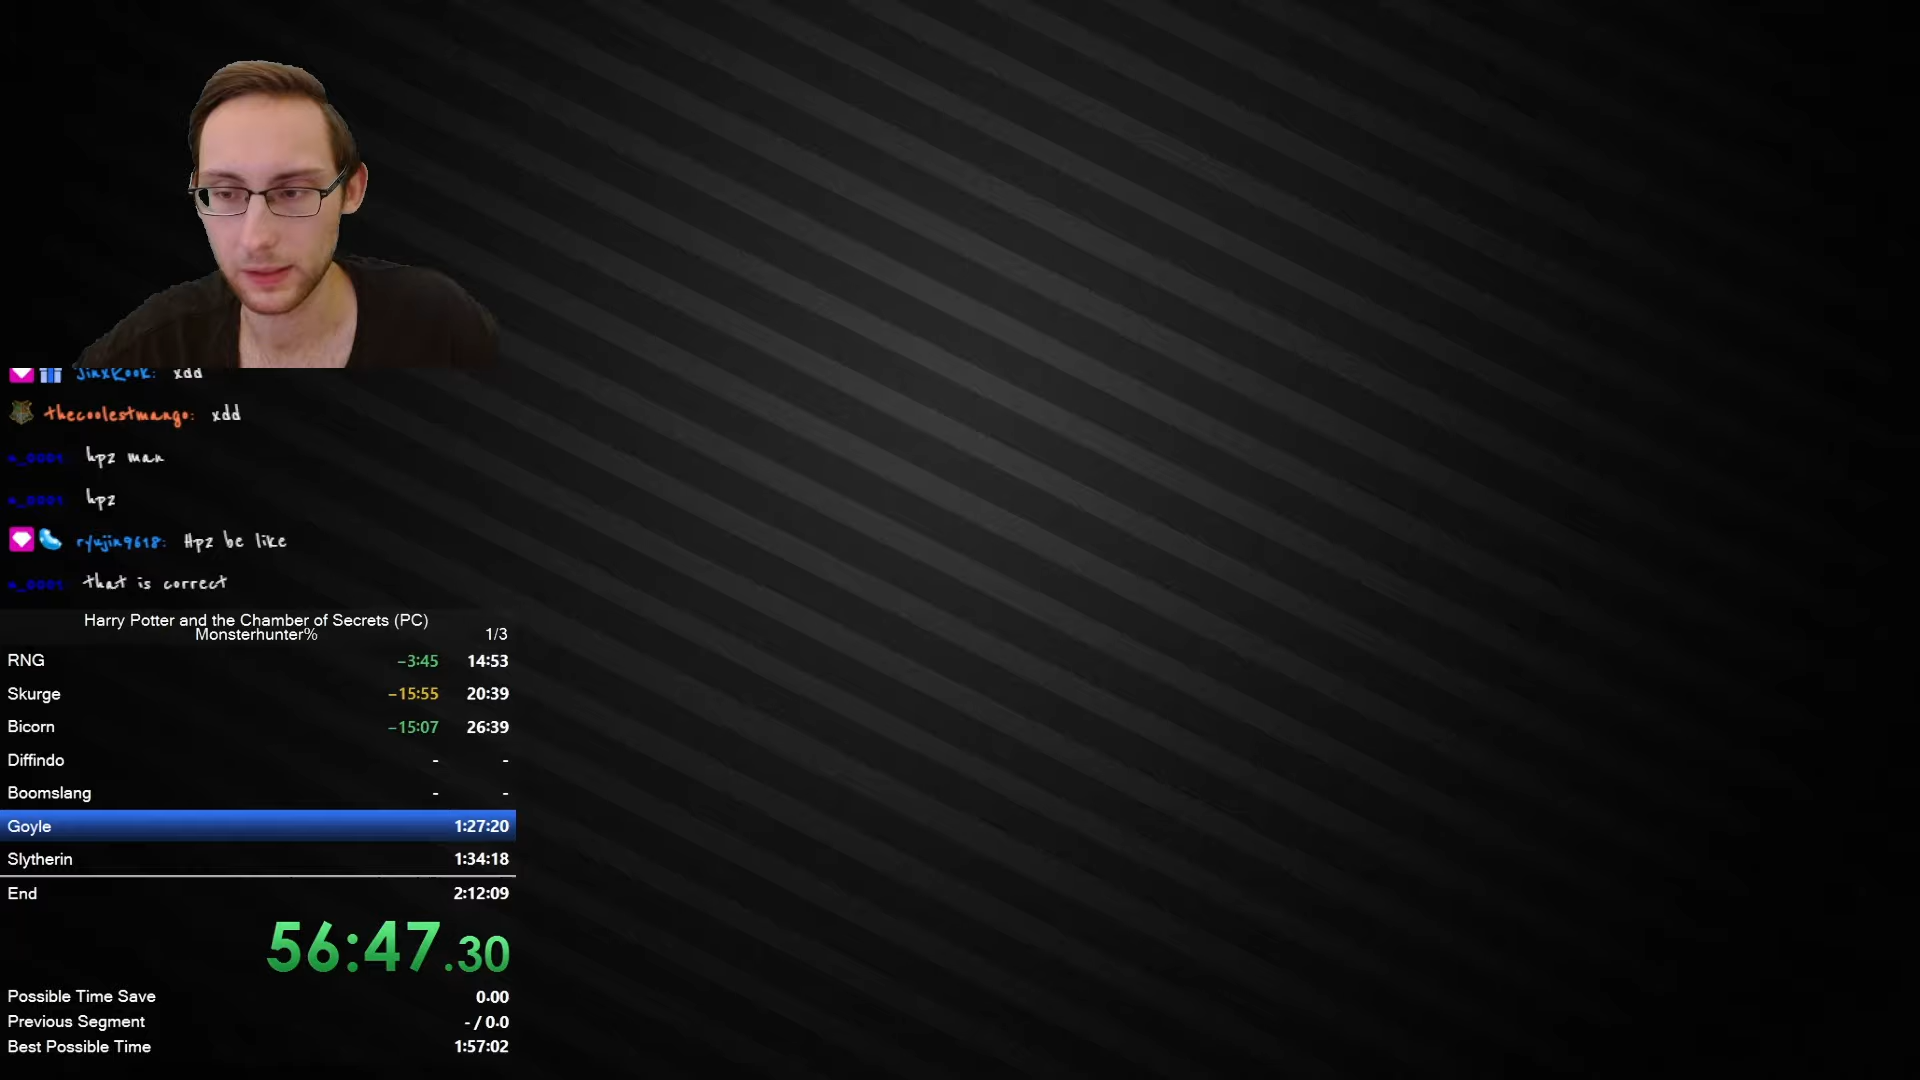 JinxKook: xdd
thecoolestmango: xdd
hpz man
hpz
ryujin9618: Hpz be like
that is correct
Harry Potter and the Chamber of Secrets (PC)
Monsterhunter% 1/3
RNG −3:45 14:53
Skurge −15:55 20:39
Bicorn −15:07 26:39
Diffindo - -
Boomslang - -
Goyle 1:27:20
Slytherin 1:34:18
End 2:12:09
56:47.30
Possible Time Save 0.00
Previous Segment - / 0.0
Best Possible Time 1:57:02